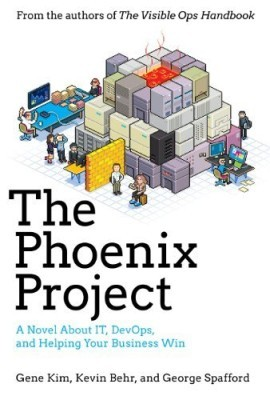 From the authors of The Visible Ops Handbook
The
Phoenix
Project
A Novel About IT, DevOps,
and Helping Your Business Win
Gene Kim, Kevin Behr, and George Spafford